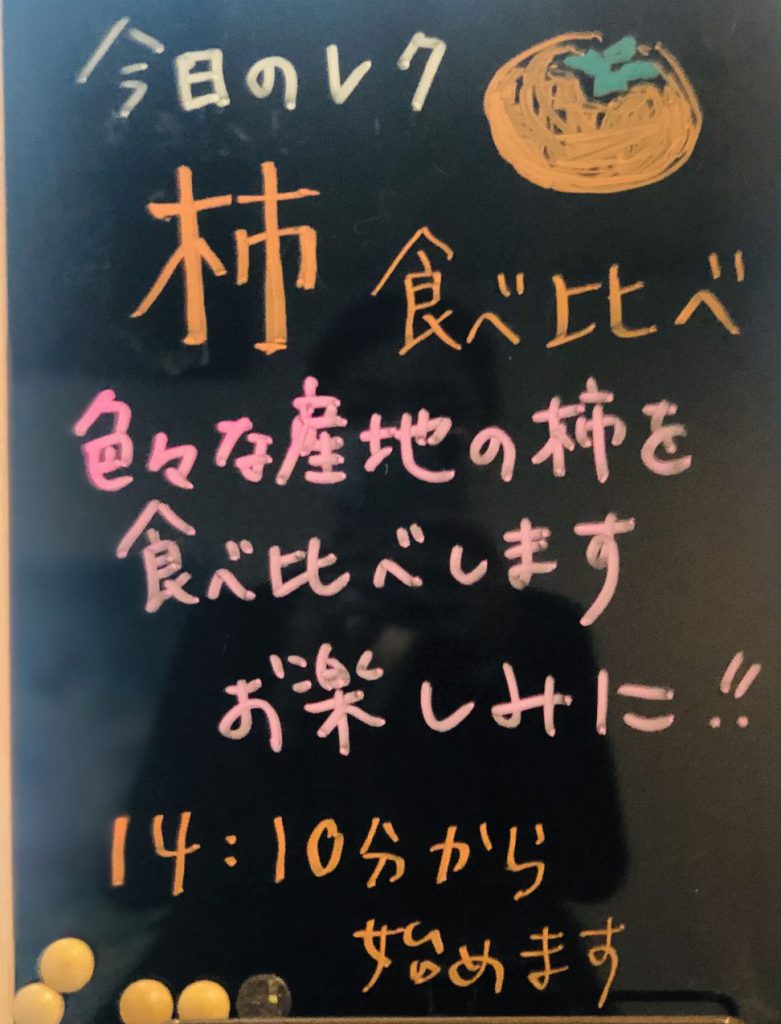 今日のレク
柿 食べ比べ
色々な産地の柿を
食べ比べします
お楽しみに!!
14:10分から
始めます